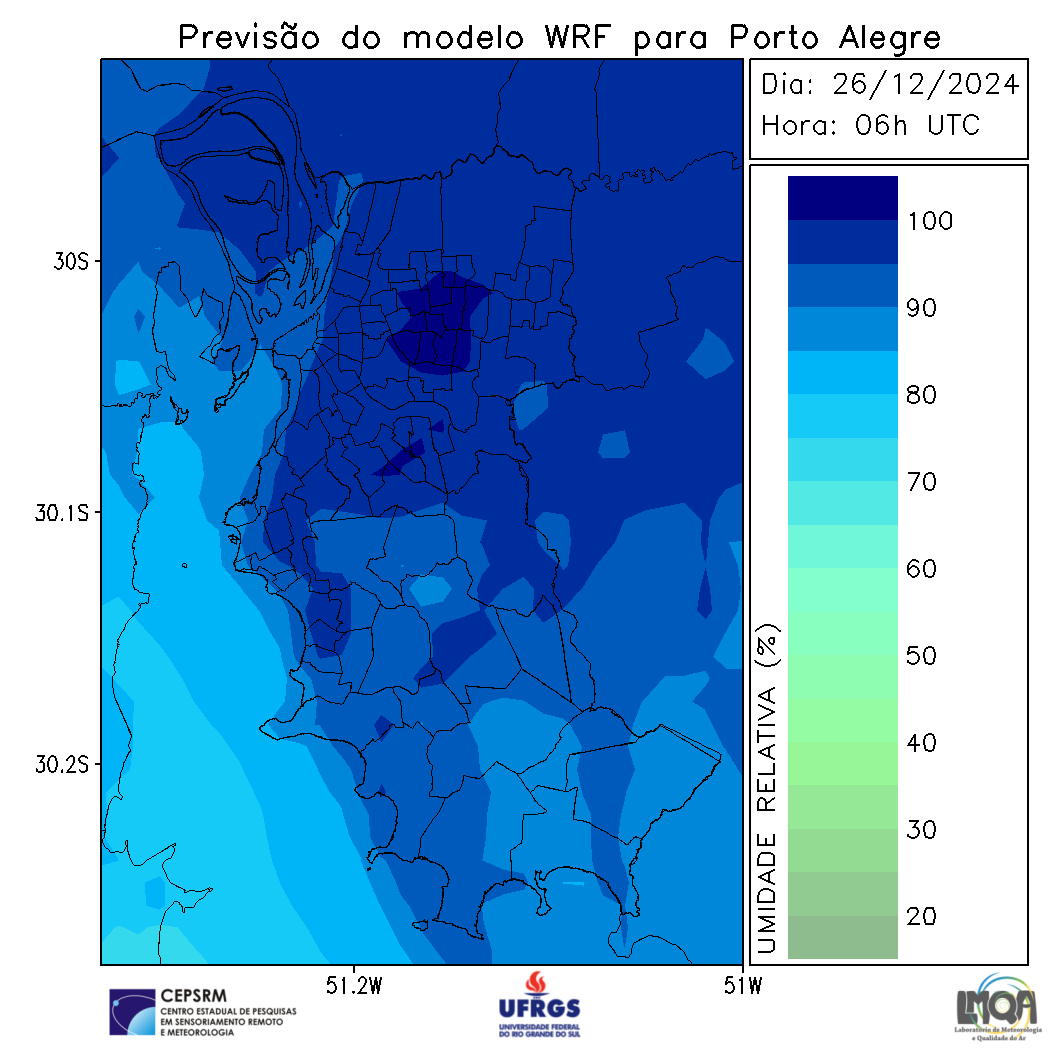 Previsão do modelo WRF para Porto Alegre
Dia: 26/12/2024
Hora: 06h UTC
30S
30.1S
30.2S
51.2W
51W
100
90
80
70
60
50
40
30
20
UMIDADE RELATIVA (%)
CEPSRM
CENTRO ESTADUAL DE PESQUISAS
EM SENSORIAMENTO REMOTO
E METEOROLOGIA
UFRGS
UNIVERSIDADE FEDERAL
DO RIO GRANDE DO SUL
LMQA
Laboratório de Meteorologia
e Qualidade do Ar